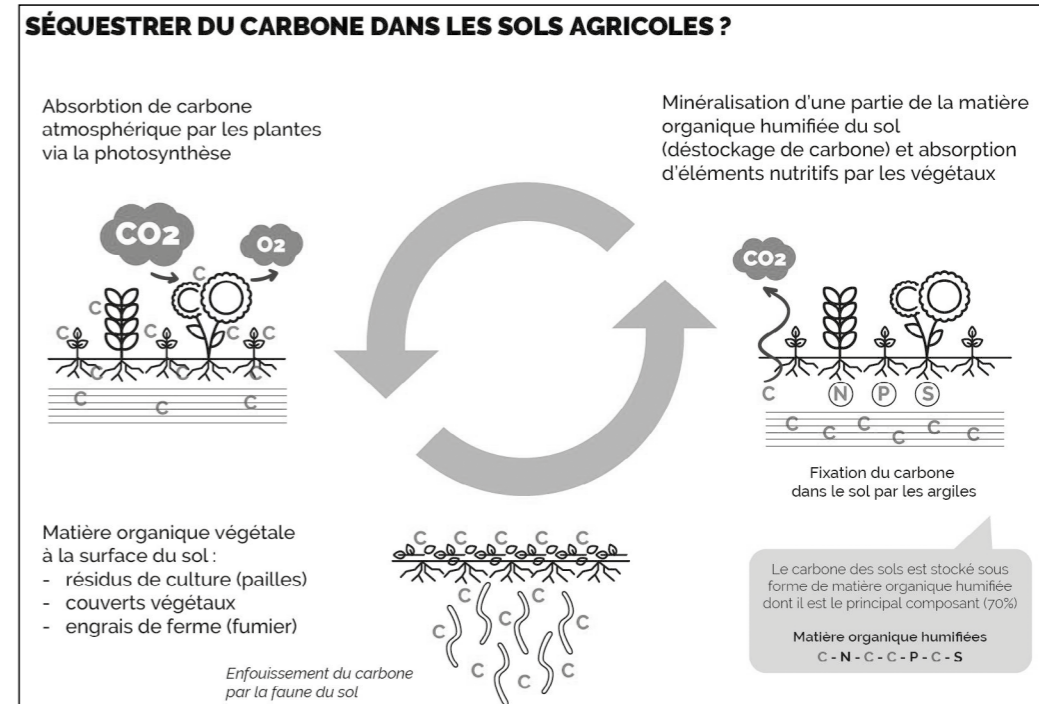 SÉQUESTRER DU CARBONE DANS LES SOLS AGRICOLES ?
Absorbtion de carbone
atmosphérique par les plantes
via la photosynthèse
CO2
O2
C
C
C
C
C
C
C
C
C
C
C
C
Minéralisation d'une partie de la matière
organique humifiée du sol
(déstockage de carbone) et absorption
d'éléments nutritifs par les végétaux
CO2
C
N P S
C C C C C C
Fixation du carbone
dans le sol par les argiles
Le carbone des sols est stocké sous
forme de matière organique humifiée
dont il est le principal composant (70%)
Matière organique humifiées
C - N - C - C - P - C - S
Matière organique végétale
à la surface du sol :
- résidus de culture (pailles)
- couverts végétaux
- engrais de ferme (fumier)
C C C C C
C C
C C
C C C
Enfouissement du carbone
par la faune du sol